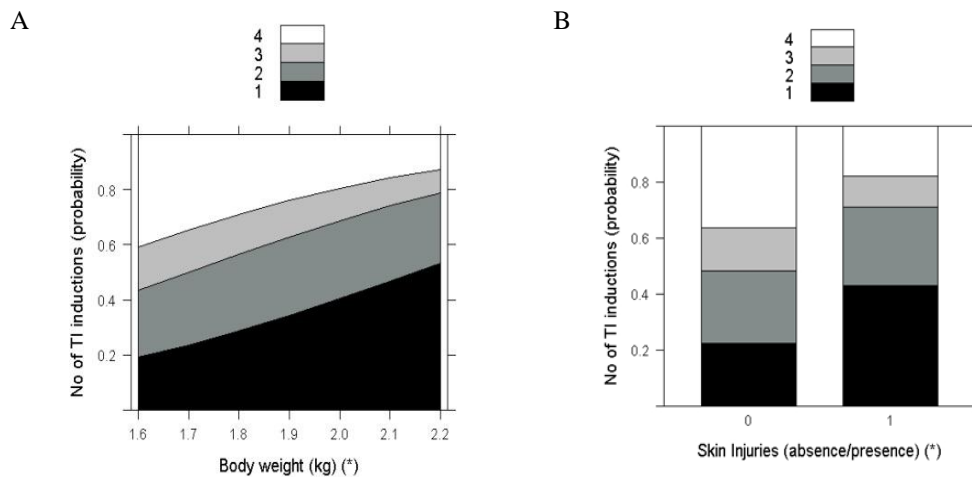 A
4
3
2
1
No of TI inductions (probability)
0.8
0.6
0.4
0.2
1.6 1.7 1.8 1.9 2.0 2.1 2.2
Body weight (kg) (*)
B
4
3
2
1
No of TI inductions (probability)
0.8
0.6
0.4
0.2
0 1
Skin Injuries (absence/presence) (*)